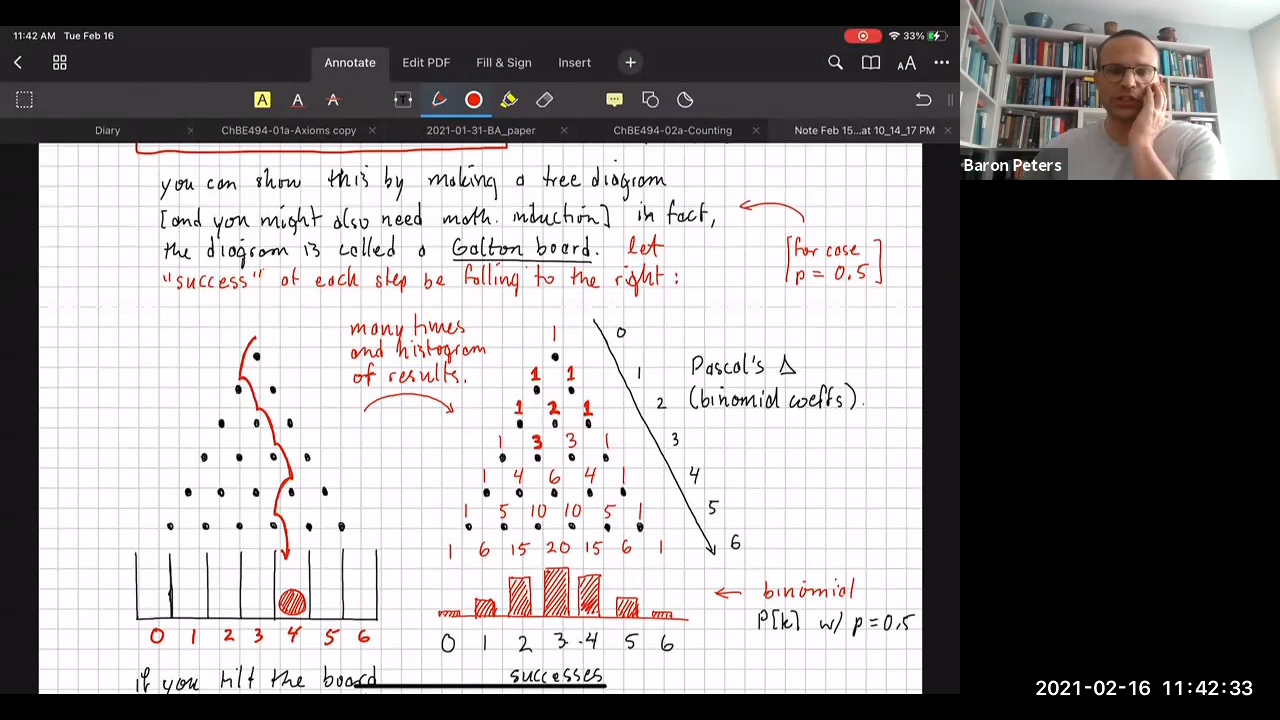 11:42 AM Tue Feb 16
33%
Annotate
Edit PDF
Fill & Sign
Insert
Diary
ChBE494-01a-Axioms copy
2021-01-31-BA_paper
ChBE494-02a-Counting
Note Feb 15...at 10_14_17 PM
Baron Peters
you can show this by making a tree diagram
[and you might also need math. induction] in fact,
the diagram is called a Galton board. let
"success" at each step be falling to the right:
[for case
p = 0.5]
many times
and histogram
of results.
1
1 1
1 2 1
1 3 3 1
1 4 6 4 1
1 5 10 10 5 1
1 6 15 20 15 6 1
0
1
2
3
4
5
6
Pascal's Δ
(binomial coeffs).
0 1 2 3 4 5 6
0 1 2 3 4 5 6
successes
← binomial
P[k] w/ p = 0.5
if you tilt the board
2021-02-16 11:42:33